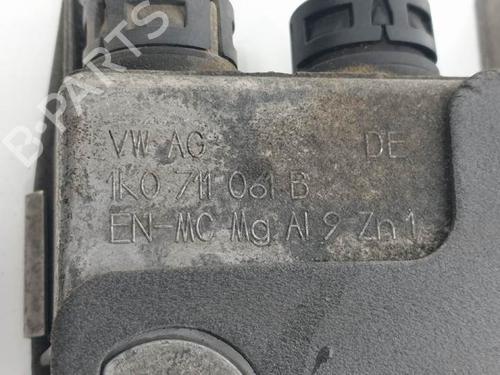 VW AG DE
1K0 711 061 B
EN-MC Mg Al 9 Zn 1
B-PARTS